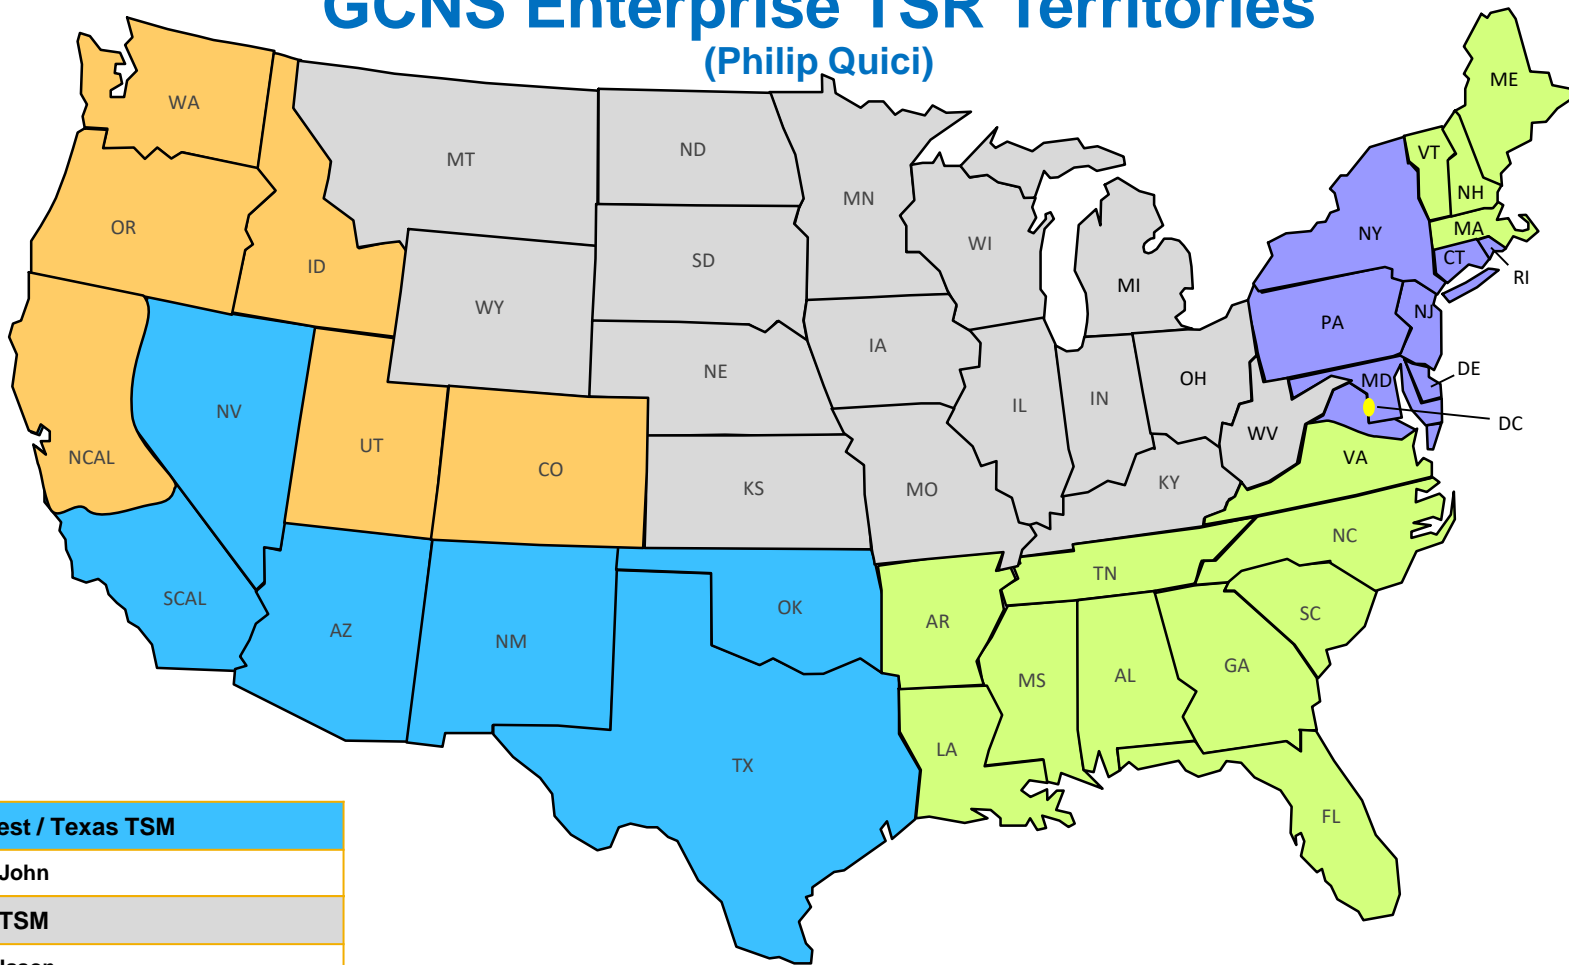 GCNS Enterprise TSR Territories
(Philip Quici)
WA
MT
ND
MN
ME
VT
NH
OR
ID
SD
WI
MI
NY
MA
CT
RI
WY
IA
PA
NJ
NE
OH
MD
DE
NV
IL
IN
DC
UT
CO
WV
NCAL
KS
MO
KY
VA
NC
SCAL
AZ
NM
OK
TN
AR
SC
MS
AL
GA
TX
LA
FL
est / Texas TSM
John
TSM